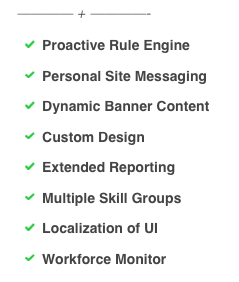 +
Proactive Rule Engine
Personal Site Messaging
Dynamic Banner Content
Custom Design
Extended Reporting
Multiple Skill Groups
Localization of UI
Workforce Monitor